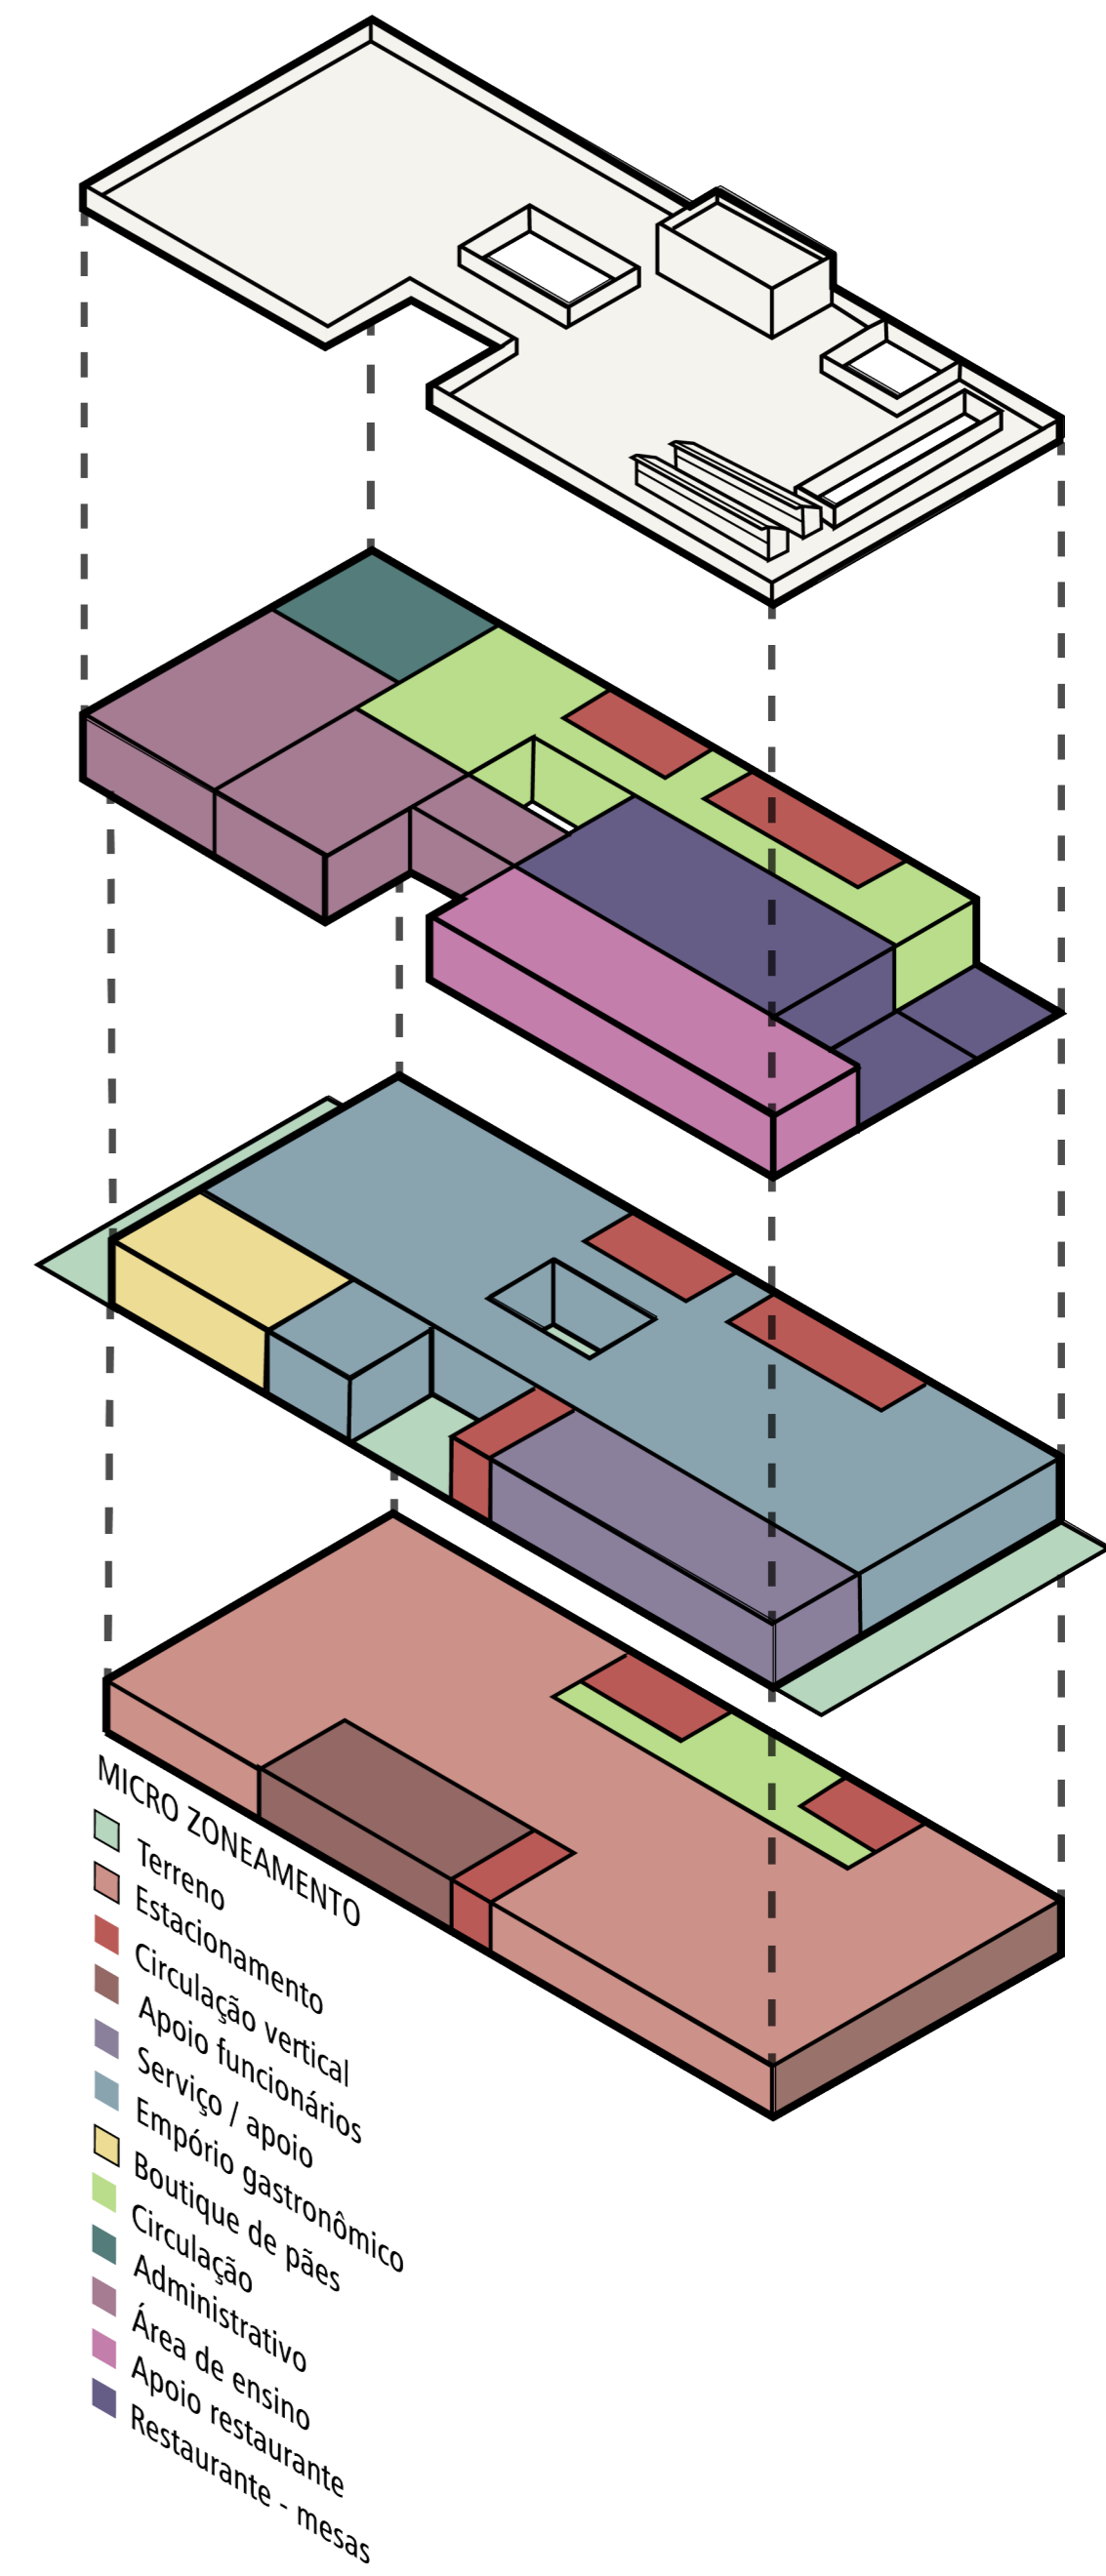 MICRO ZONEAMENTO
Terreno
Estacionamento
Circulação vertical
Apoio funcionários
Serviço / apoio
Empório gastronômico
Boutique de pães
Circulação
Administrativo
Área de ensino
Apoio restaurante
Restaurante - mesas